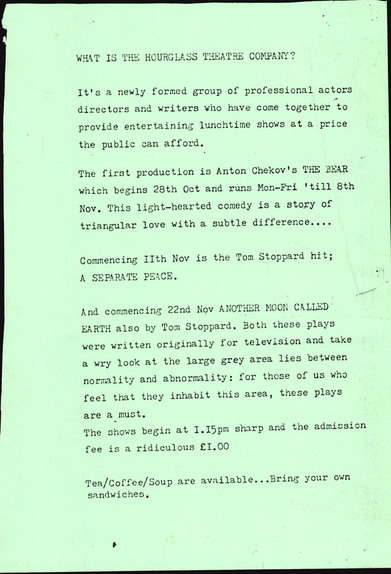 WHAT IS THE HOURGLASS THEATRE COMPANY?
It's a newly formed group of professional actors
directors and writers who have come together to
provide entertaining lunchtime shows at a price
the public can afford.
The first production is Anton Chekov's THE BEAR
which begins 28th Oct and runs Mon-Fri 'till 8th
Nov. This light-hearted comedy is a story of
triangular love with a subtle difference....
Commencing IIth Nov is the Tom Stoppard hit;
A SEPARATE PEACE.
And commencing 22nd Nov ANOTHER MOON CALLED
EARTH also by Tom Stoppard. Both these plays
were written originally for television and take
a wry look at the large grey area lies between
normality and abnormality: for those of us who
feel that they inhabit this area, these plays
are a must.
The shows begin at I.I5pm sharp and the admission
fee is a ridiculous £I.00
Tea/Coffee/Soup are available...Bring your own
sandwiches.